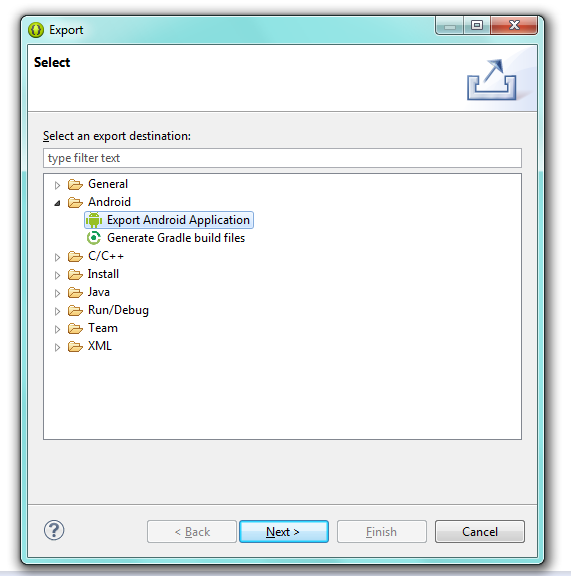 Export
Select
Select an export destination:
type filter text
General
Android
Export Android Application
Generate Gradle build files
C/C++
Install
Java
Run/Debug
Team
XML
?
< Back
Next >
Finish
Cancel